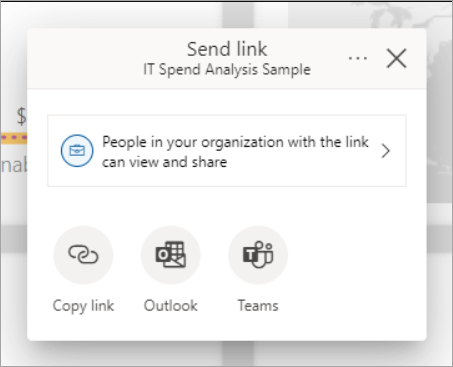 Send link
IT Spend Analysis Sample
$
nab
People in your organization with the link
can view and share
Copy link
Outlook
Teams